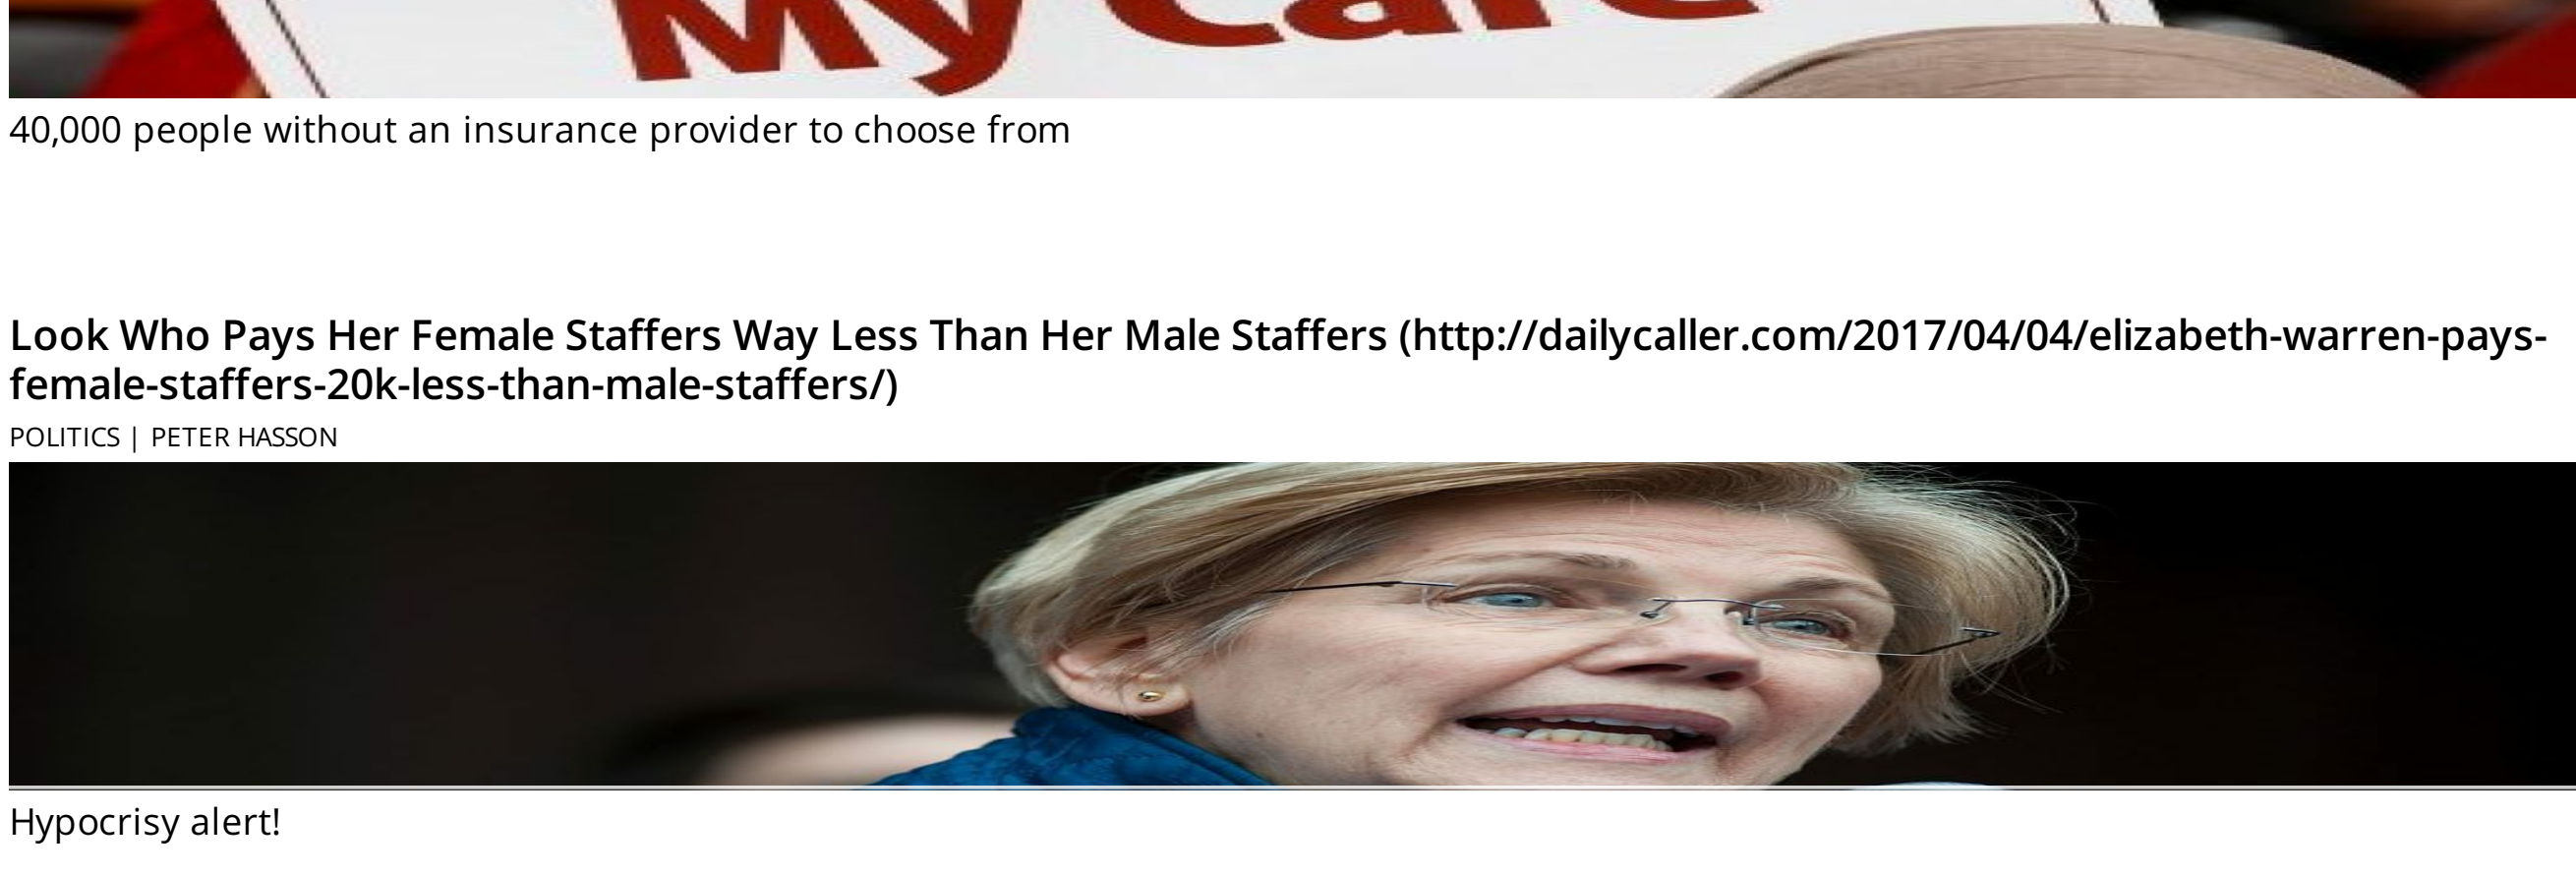 My Care
40,000 people without an insurance provider to choose from
Look Who Pays Her Female Staffers Way Less Than Her Male Staffers (http://dailycaller.com/2017/04/04/elizabeth-warren-pays-
female-staffers-20k-less-than-male-staffers/)
POLITICS | PETER HASSON
Hypocrisy alert!